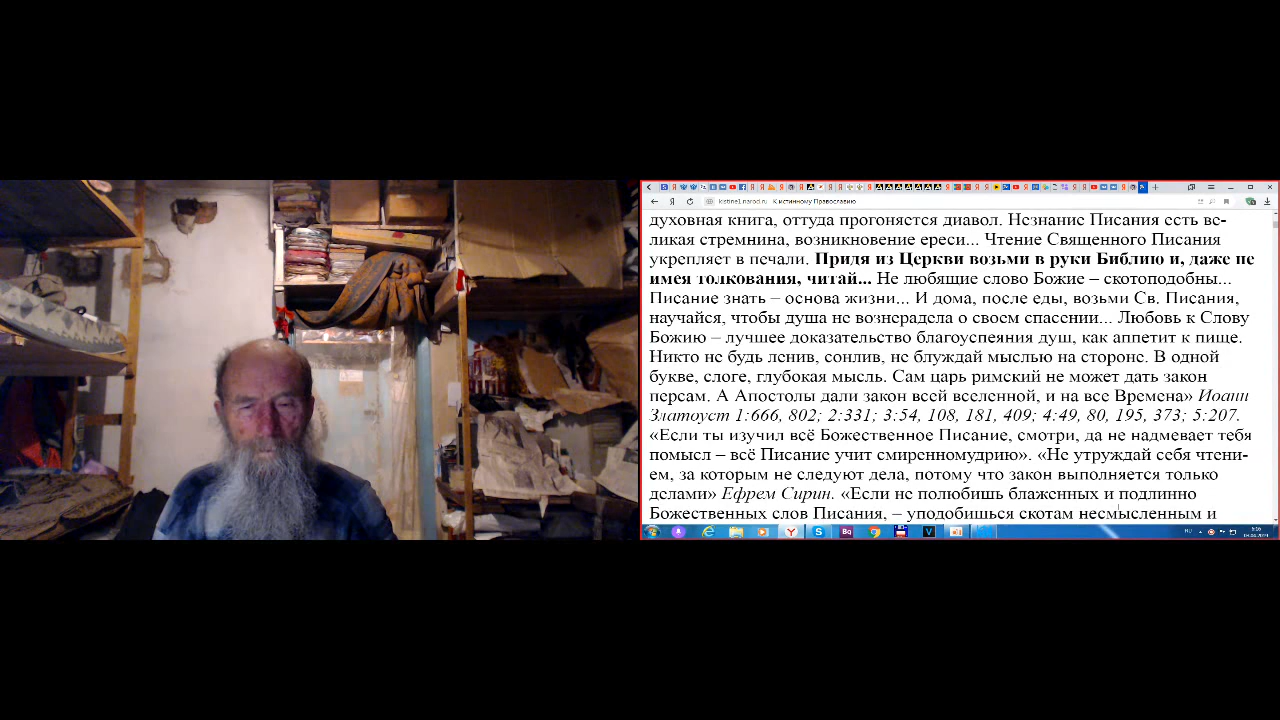 kistine1.narod.ru К истинному Православию
духовная книга, оттуда прогоняется диавол. Незнание Писания есть ве-
ликая стремнина, возникновение ереси... Чтение Священного Писания
укрепляет в печали. Придя из Церкви возьми в руки Библию и, даже не
имея толкования, читай... Не любящие слово Божие – скотоподобны...
Писание знать – основа жизни... И дома, после еды, возьми Св. Писания,
научайся, чтобы душа не вознерадела о своем спасении... Любовь к Слову
Божию – лучшее доказательство благоуспеяния душ, как аппетит к пище.
Никто не будь ленив, сонлив, не блуждай мыслью на стороне. В одной
букве, слоге, глубокая мысль. Сам царь римский не может дать закон
персам. А Апостолы дали закон всей вселенной, и на все Времена» Иоанн
Златоуст 1:666, 802; 2:331; 3:54, 108, 181, 409; 4:49, 80, 195, 373; 5:207.
«Если ты изучил всё Божественное Писание, смотри, да не надмевает тебя
помысл – всё Писание учит смиренномудрию». «Не утруждай себя чтени-
ем, за которым не следуют дела, потому что закон выполняется только
делами» Ефрем Сирин. «Если не полюбишь блаженных и подлинно
Божественных слов Писания, – уподобишься скотам несмысленным и